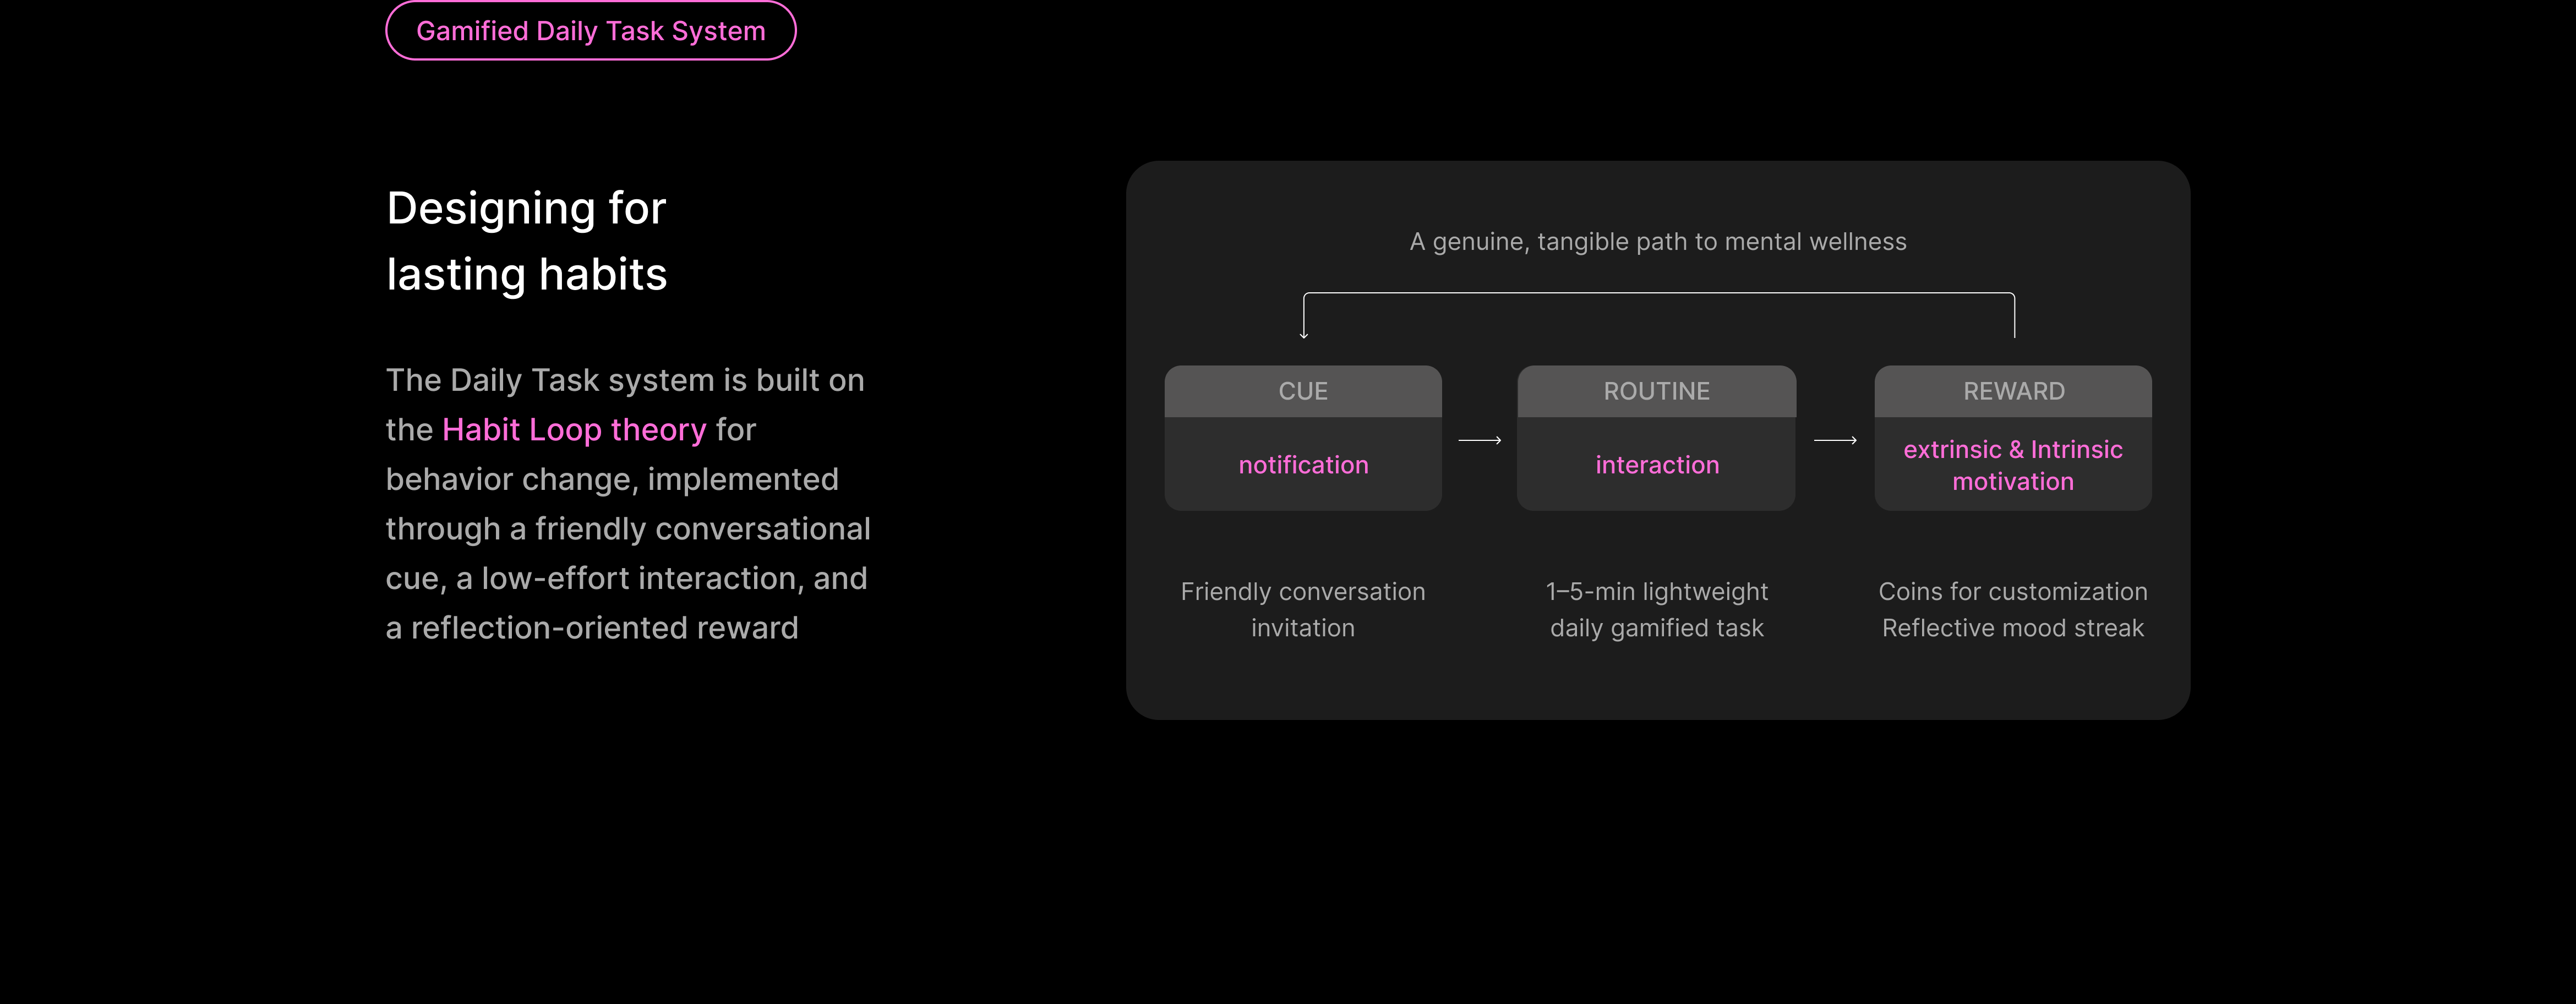 Gamified Daily Task System
Designing for
lasting habits
The Daily Task system is built on
the Habit Loop theory for
behavior change, implemented
through a friendly conversational
cue, a low-effort interaction, and
a reflection-oriented reward
A genuine, tangible path to mental wellness
CUE
notification
Friendly conversation
invitation
ROUTINE
interaction
1–5-min lightweight
daily gamified task
REWARD
extrinsic & Intrinsic
motivation
Coins for customization
Reflective mood streak